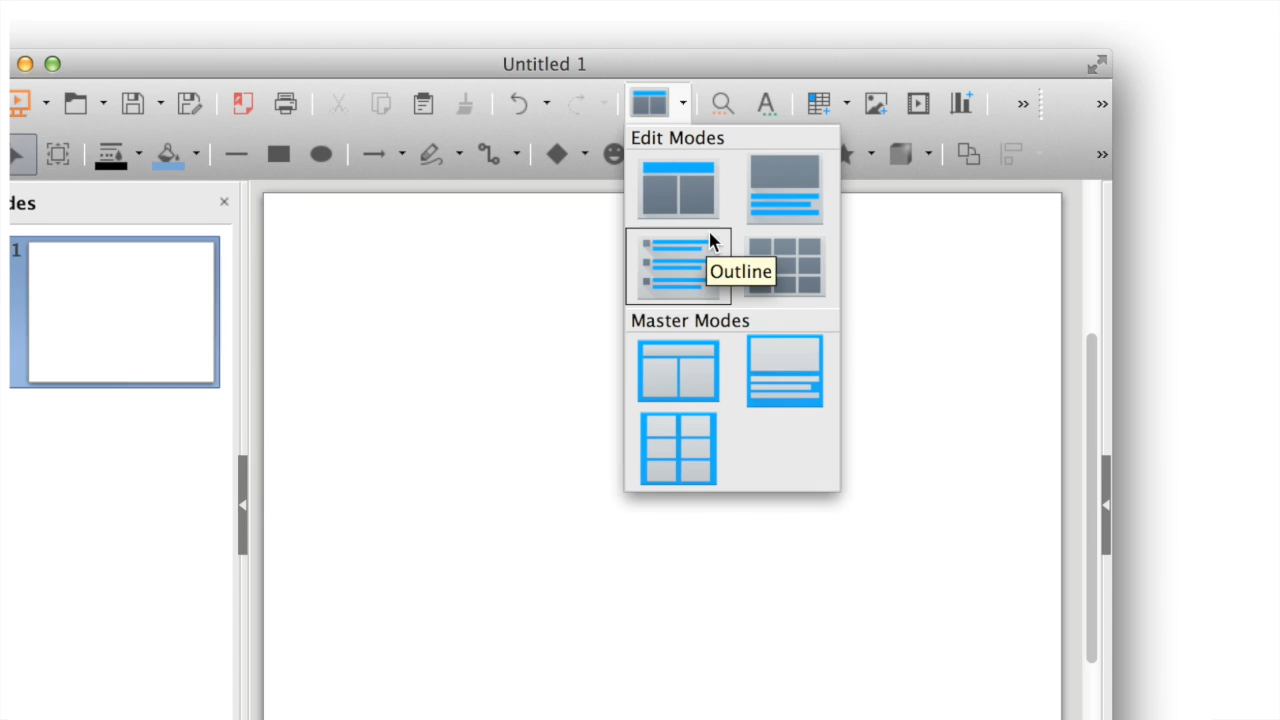 Untitled 1
Edit Modes
des
1
Outline
Master Modes